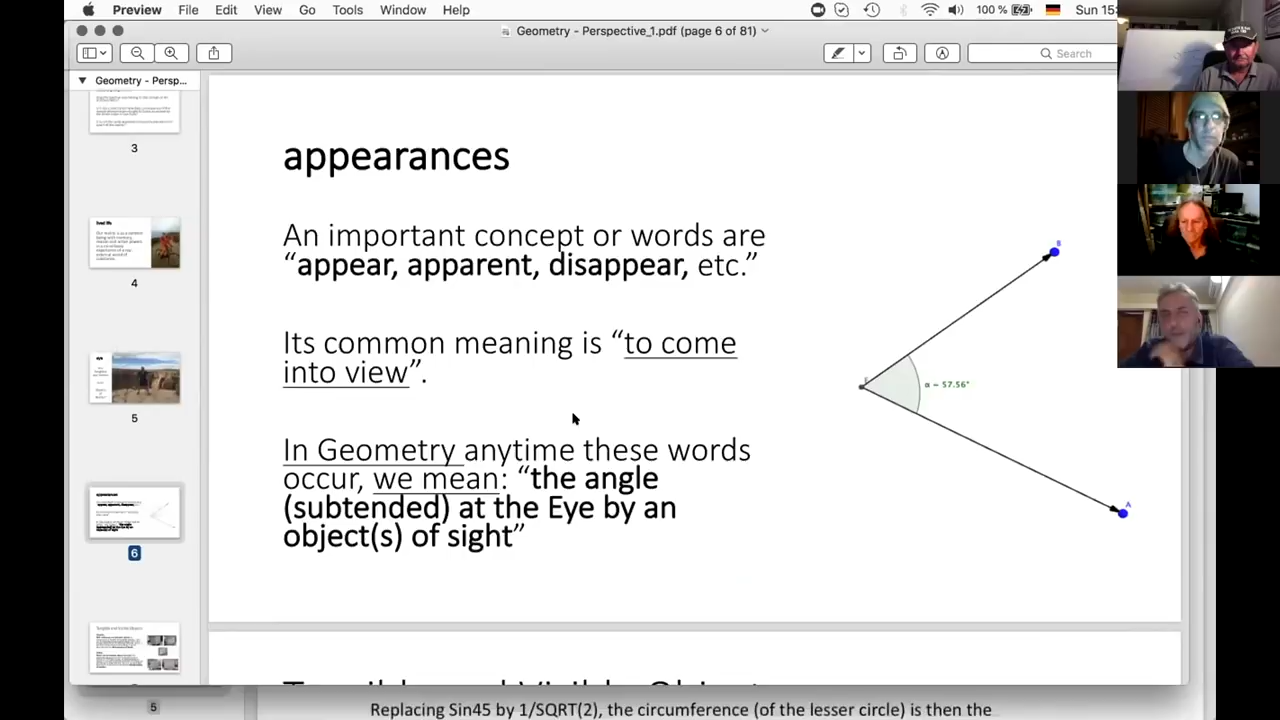 Preview File Edit View Go Tools Window Help 100 % Sun 15:
Geometry - Perspective_1.pdf (page 6 of 81)
Search
Geometry - Persp...
3
4
5
6
appearances
An important concept or words are
“appear, apparent, disappear, etc.”
Its common meaning is “to come
into view”.
In Geometry anytime these words
occur, we mean: “the angle
(subtended) at the Eye by an
object(s) of sight”
B
α = 57.56°
A
5
Replacing Sin45 by 1/SQRT(2), the circumference (of the lesser circle) is then the